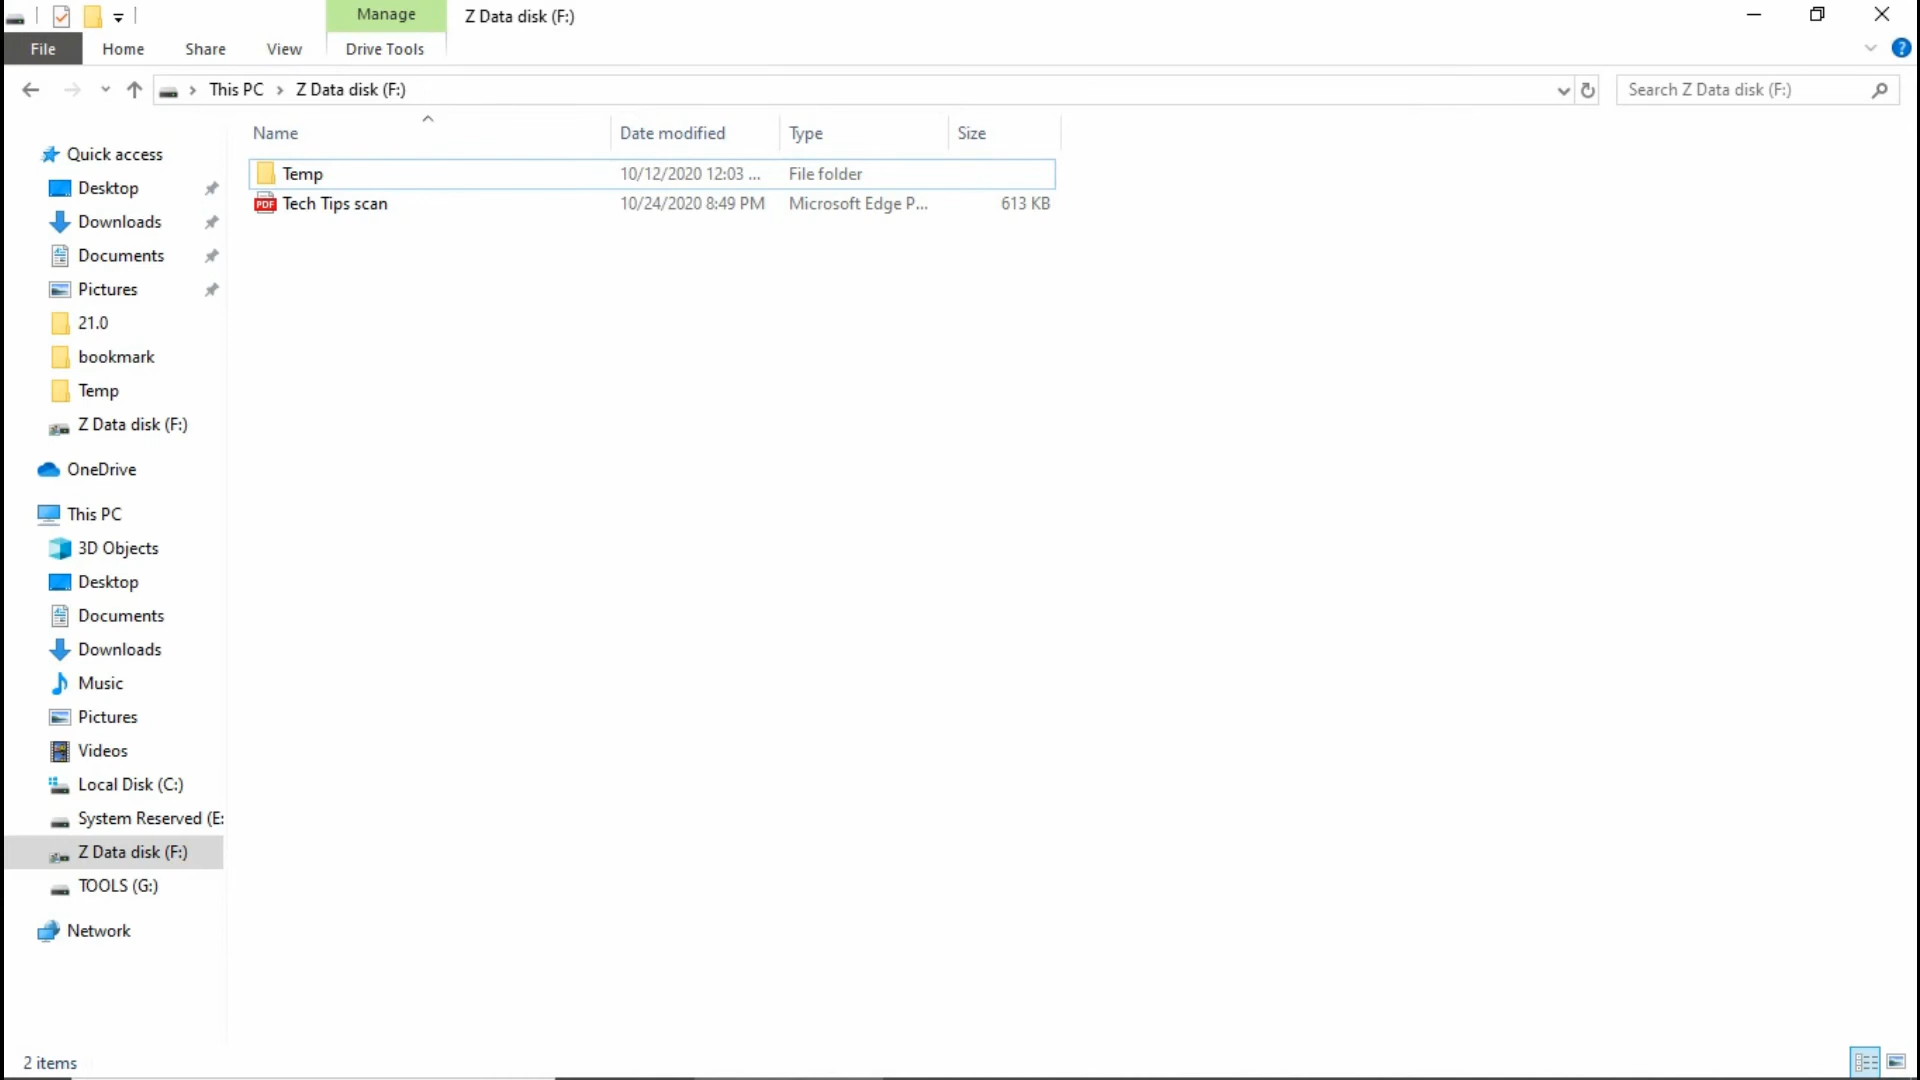 Manage
Z Data disk (F:)
File
Home
Share
View
Drive Tools
?
This PC
Z Data disk (F:)
Search Z Data disk (F:)
Name
Date modified
Type
Size
Temp
10/12/2020 12:03 ...
File folder
PDF
Tech Tips scan
10/24/2020 8:49 PM
Microsoft Edge P...
613 KB
Quick access
Desktop
Downloads
Documents
Pictures
21.0
bookmark
Temp
Z Data disk (F:)
OneDrive
This PC
3D Objects
Desktop
Documents
Downloads
Music
Pictures
Videos
Local Disk (C:)
System Reserved (E:
Z Data disk (F:)
TOOLS (G:)
Network
2 items